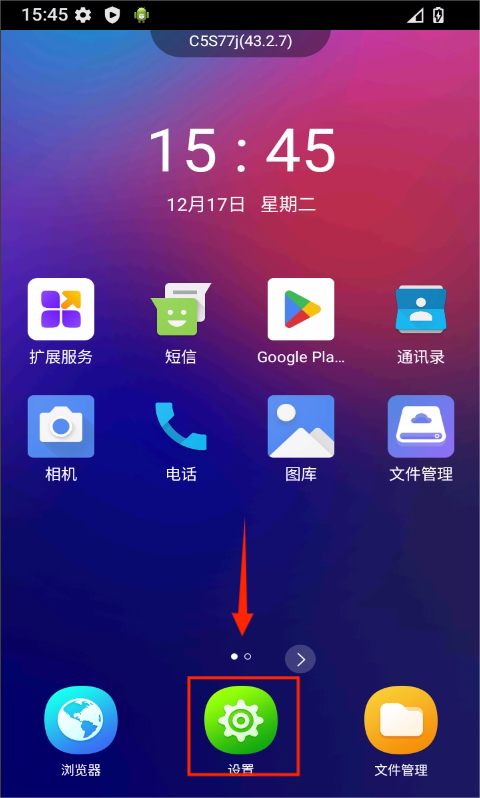 15:45
C5S77j(43.2.7)
15 : 45
12月17日 星期二
扩展服务 短信 Google Pla... 通讯录
相机 电话 图库 文件管理
浏览器 设置 文件管理